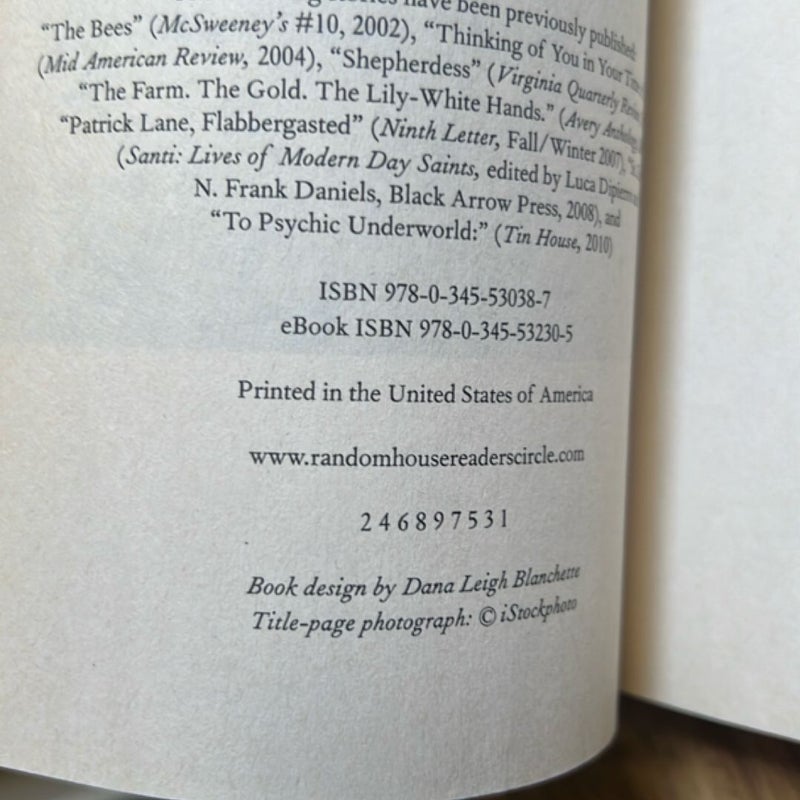 have been previously published:
“The Bees” (McSweeney’s #10, 2002), “Thinking of You in Your
(Mid American Review, 2004), “Shepherdess” (Virginia Quarterly
“The Farm. The Gold. The Lily-White Hands.” (Avery
“Patrick Lane, Flabbergasted” (Ninth Letter, Fall/Winter 2007),
(Santi: Lives of Modern Day Saints, edited by Luca
N. Frank Daniels, Black Arrow Press, 2008), and
“To Psychic Underworld:” (Tin House, 2010)
ISBN 978-0-345-53038-7
eBook ISBN 978-0-345-53230-5
Printed in the United States of America
www.randomhousereaderscircle.com
2 4 6 8 9 7 5 3 1
Book design by Dana Leigh Blanchette
Title-page photograph: © iStockphoto